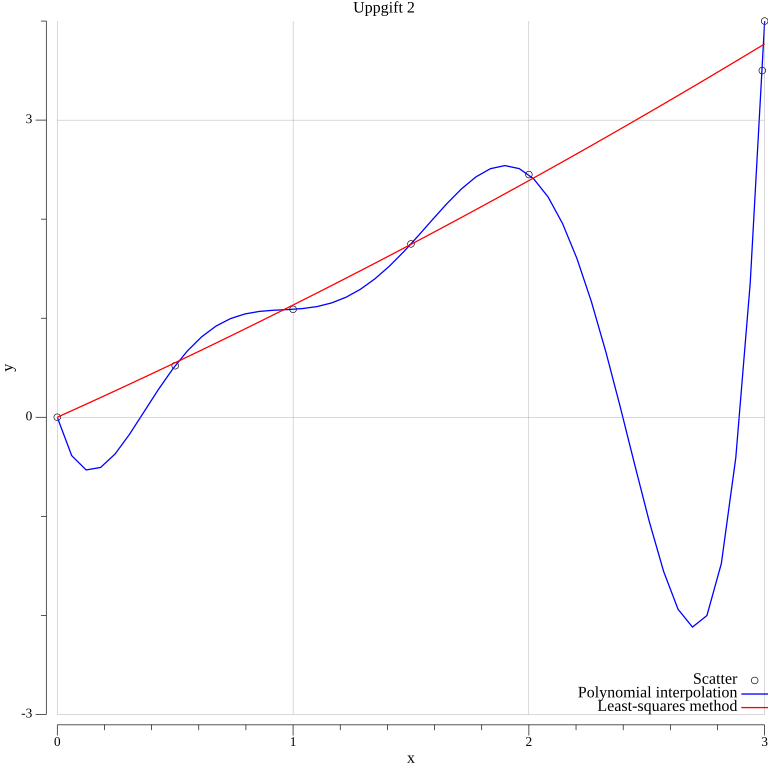 Uppgift 2
3
0
-3
y
0
1
2
3
x
Scatter
Polynomial interpolation
Least-squares method